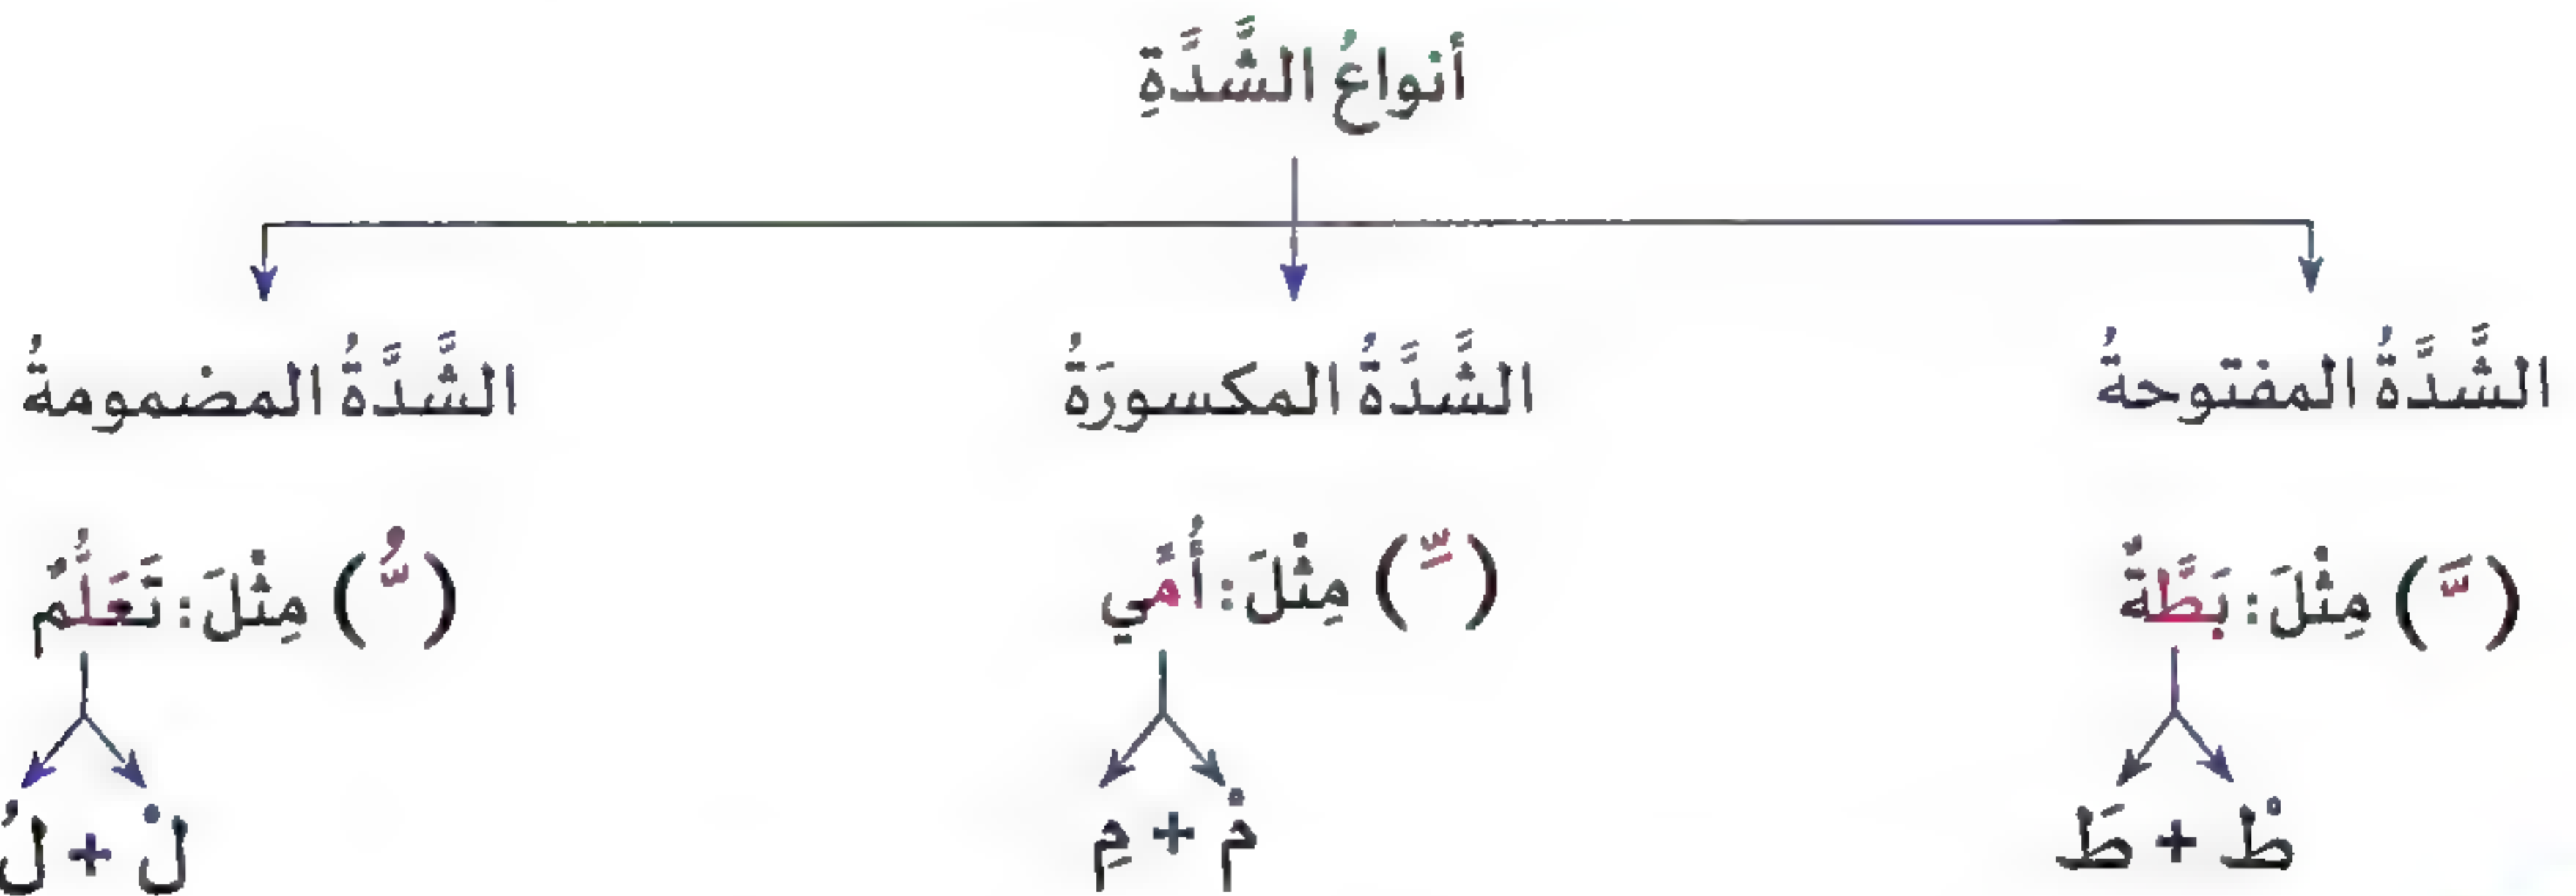 أنواعُ الشَّدَّةِ
الشَّدَّةُ المفتوحةُ
الشَّدَّةُ المكسورَةُ
الشَّدَّةُ المضمومةُ
(ـَّ) مِثْلَ: بَطَّةٌ
(ـِّ) مِثْلَ: أُمِّي
(ـُّ) مِثْلَ: تَعَلُّمٌ
طْ + طَ
مْ + مِ
لْ + لُ